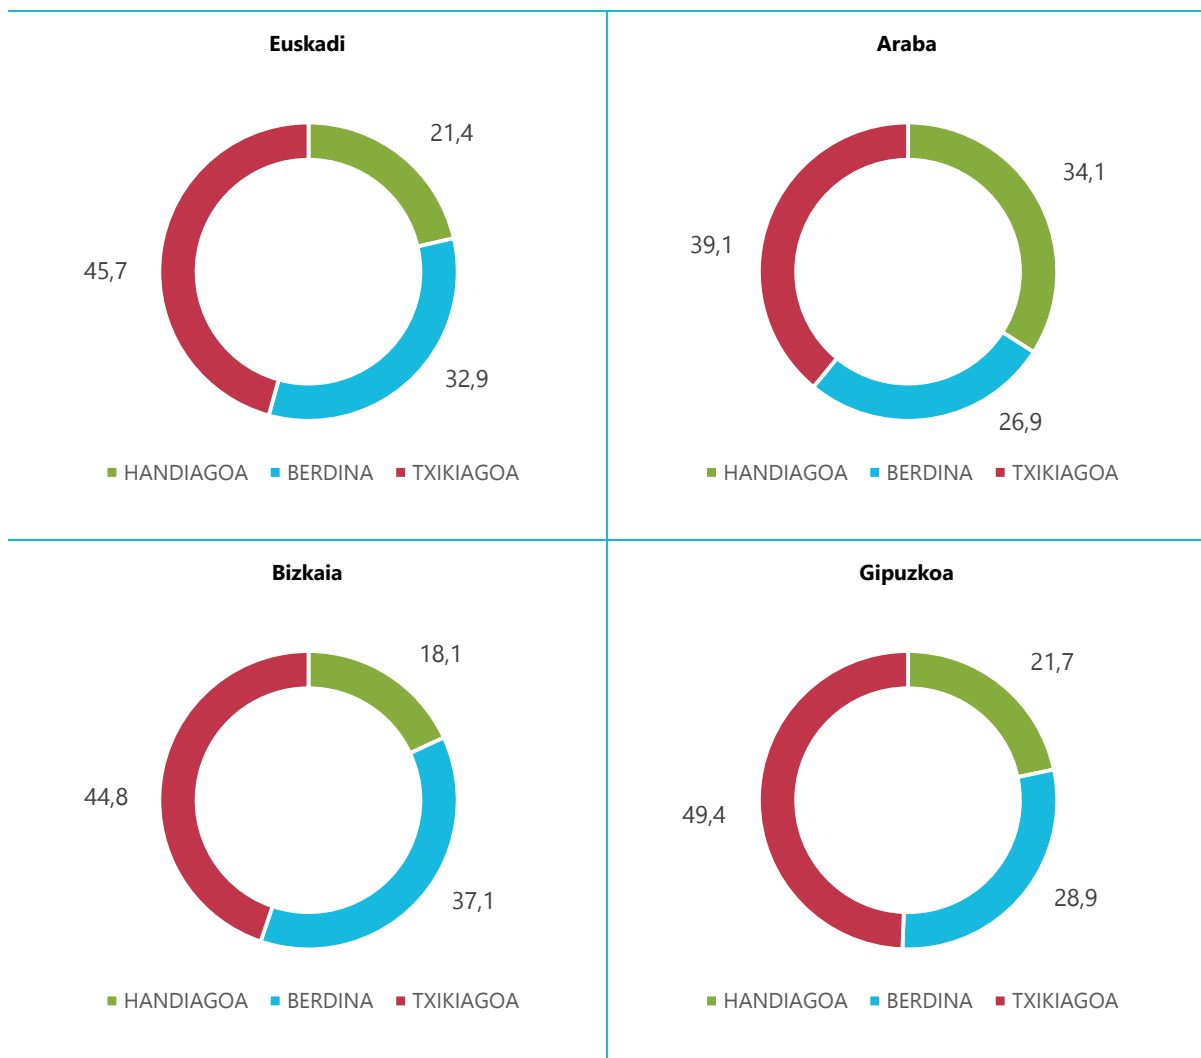 Euskadi
21,4
45,7
32,9
HANDIAGOA BERDINA TXIKIAGOA
Araba
34,1
39,1
26,9
HANDIAGOA BERDINA TXIKIAGOA
Bizkaia
18,1
44,8
37,1
HANDIAGOA BERDINA TXIKIAGOA
Gipuzkoa
21,7
49,4
28,9
HANDIAGOA BERDINA TXIKIAGOA